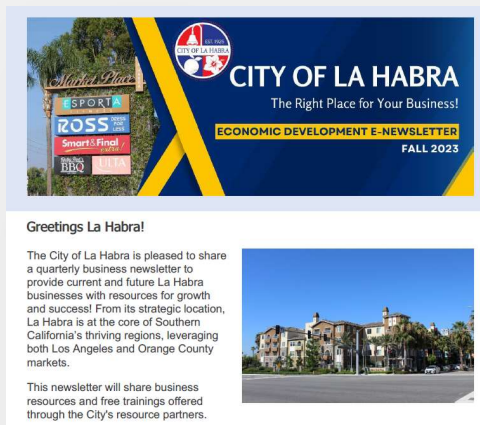 Market Place
ESPORTA
FITNESS
ROSS DRESS FOR LESS
Smart&Final
extra!
BBQ
ULTA
EST. 1925
CITY OF LA HABRA
CITY OF LA HABRA
The Right Place for Your Business!
ECONOMIC DEVELOPMENT E-NEWSLETTER
FALL 2023
Greetings La Habra!
The City of La Habra is pleased to share
a quarterly business newsletter to
provide current and future La Habra
businesses with resources for growth
and success! From its strategic location,
La Habra is at the core of Southern
California's thriving regions, leveraging
both Los Angeles and Orange County
markets.
This newsletter will share business
resources and free trainings offered
through the City's resource partners.